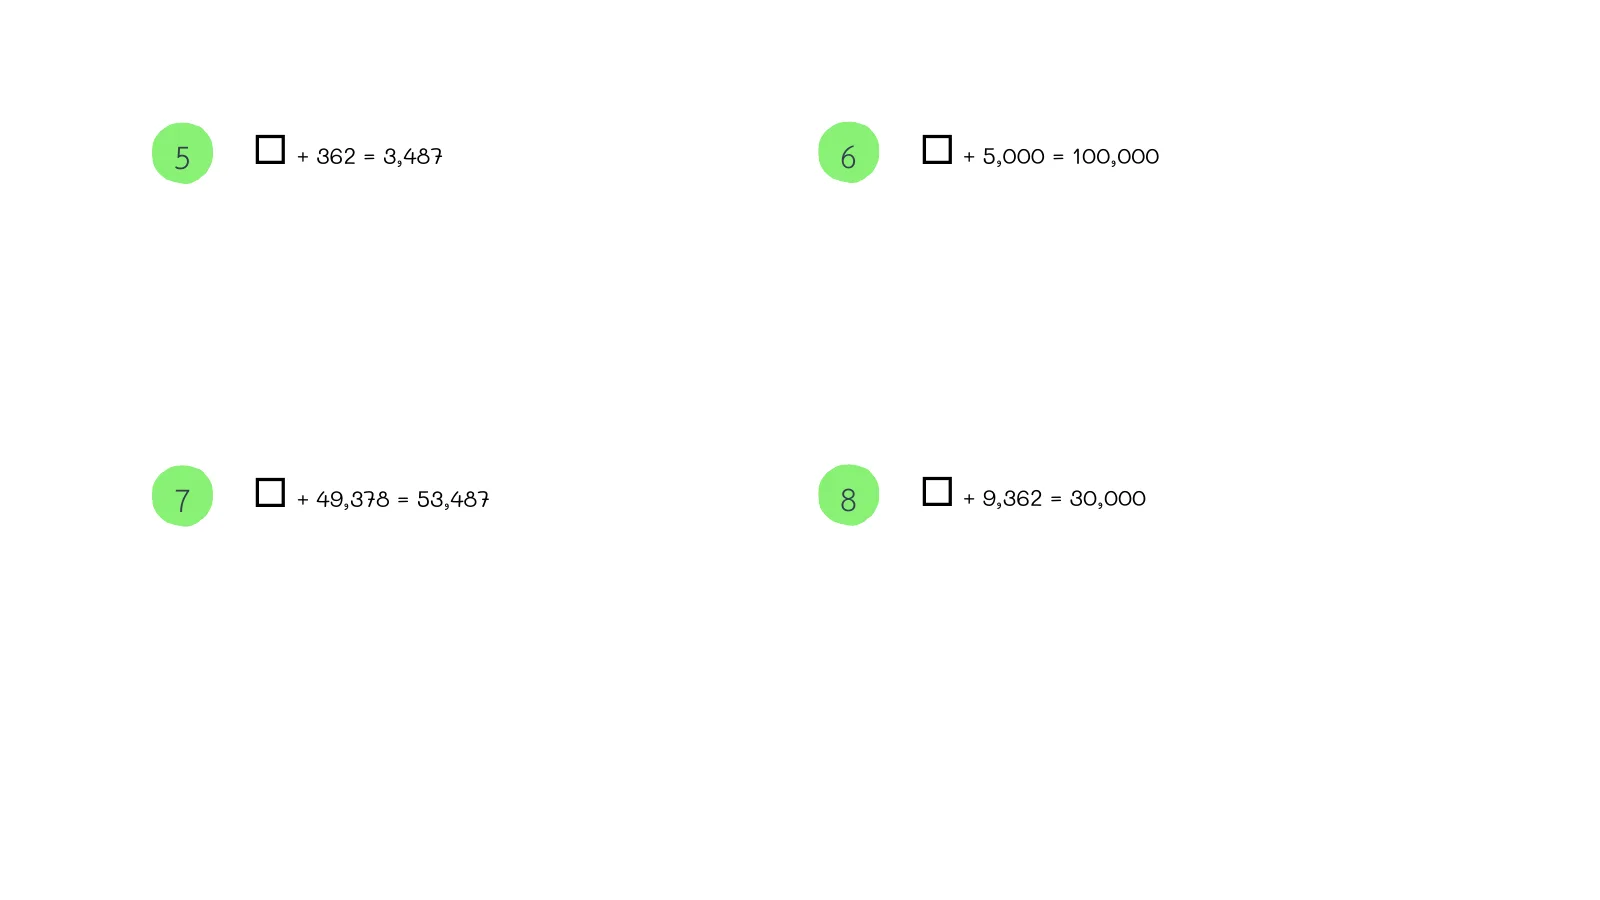 5 □ + 362 = 3,487
6 □ + 5,000 = 100,000
7 □ + 49,378 = 53,487
8 □ + 9,362 = 30,000